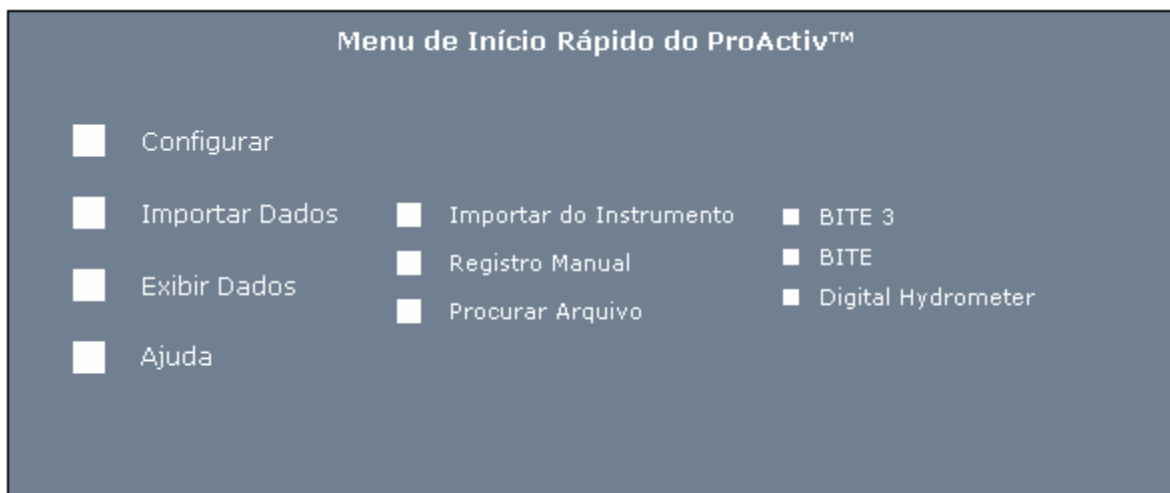 Menu de Início Rápido do ProActiv™
Configurar
Importar Dados
Exibir Dados
Ajuda
Importar do Instrumento
Registro Manual
Procurar Arquivo
BITE 3
BITE
Digital Hydrometer